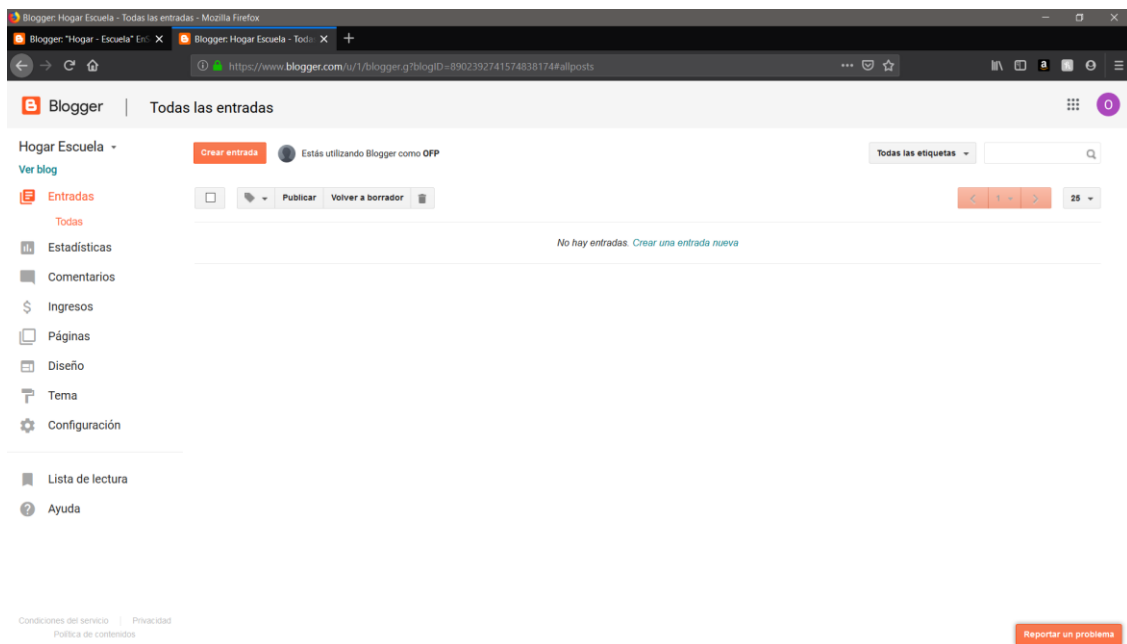 Blogger: Hogar Escuela - Todas las entradas - Mozilla Firefox
Blogger: "Hogar - Escuela" Blogger: Hogar Escuela - Toda
https://www.blogger.com/u/1/blogger.g?blogID=8902392741574838174#allposts
Blogger | Todas las entradas O
Hogar Escuela
Ver blog
Crear entrada Estás utilizando Blogger como OFP Todas las etiquetas
Entradas
Todas
Publicar Volver a borrador 1 25
No hay entradas. Crear una entrada nueva
Estadísticas
Comentarios
Ingresos
Páginas
Diseño
Tema
Configuración
Lista de lectura
Ayuda
Condiciones del servicio | Privacidad
Política de contenidos
Reportar un problema